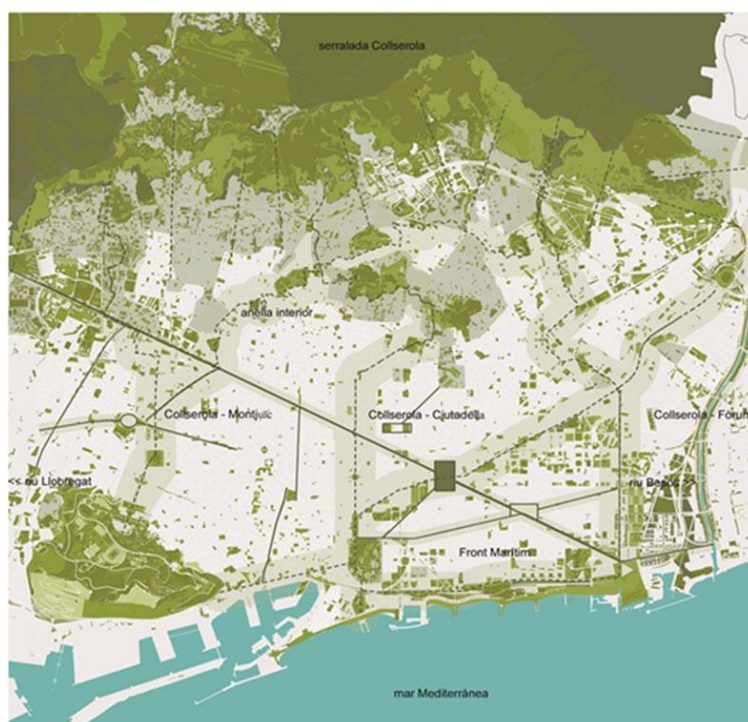 serralada Collserola
anella interior
Collserola - Montjuïc
Collserola - Ciutadella
Collserola - Fòrum
<< riu Llobregat
riu Besòs >>
Front Marítim
mar Mediterrània